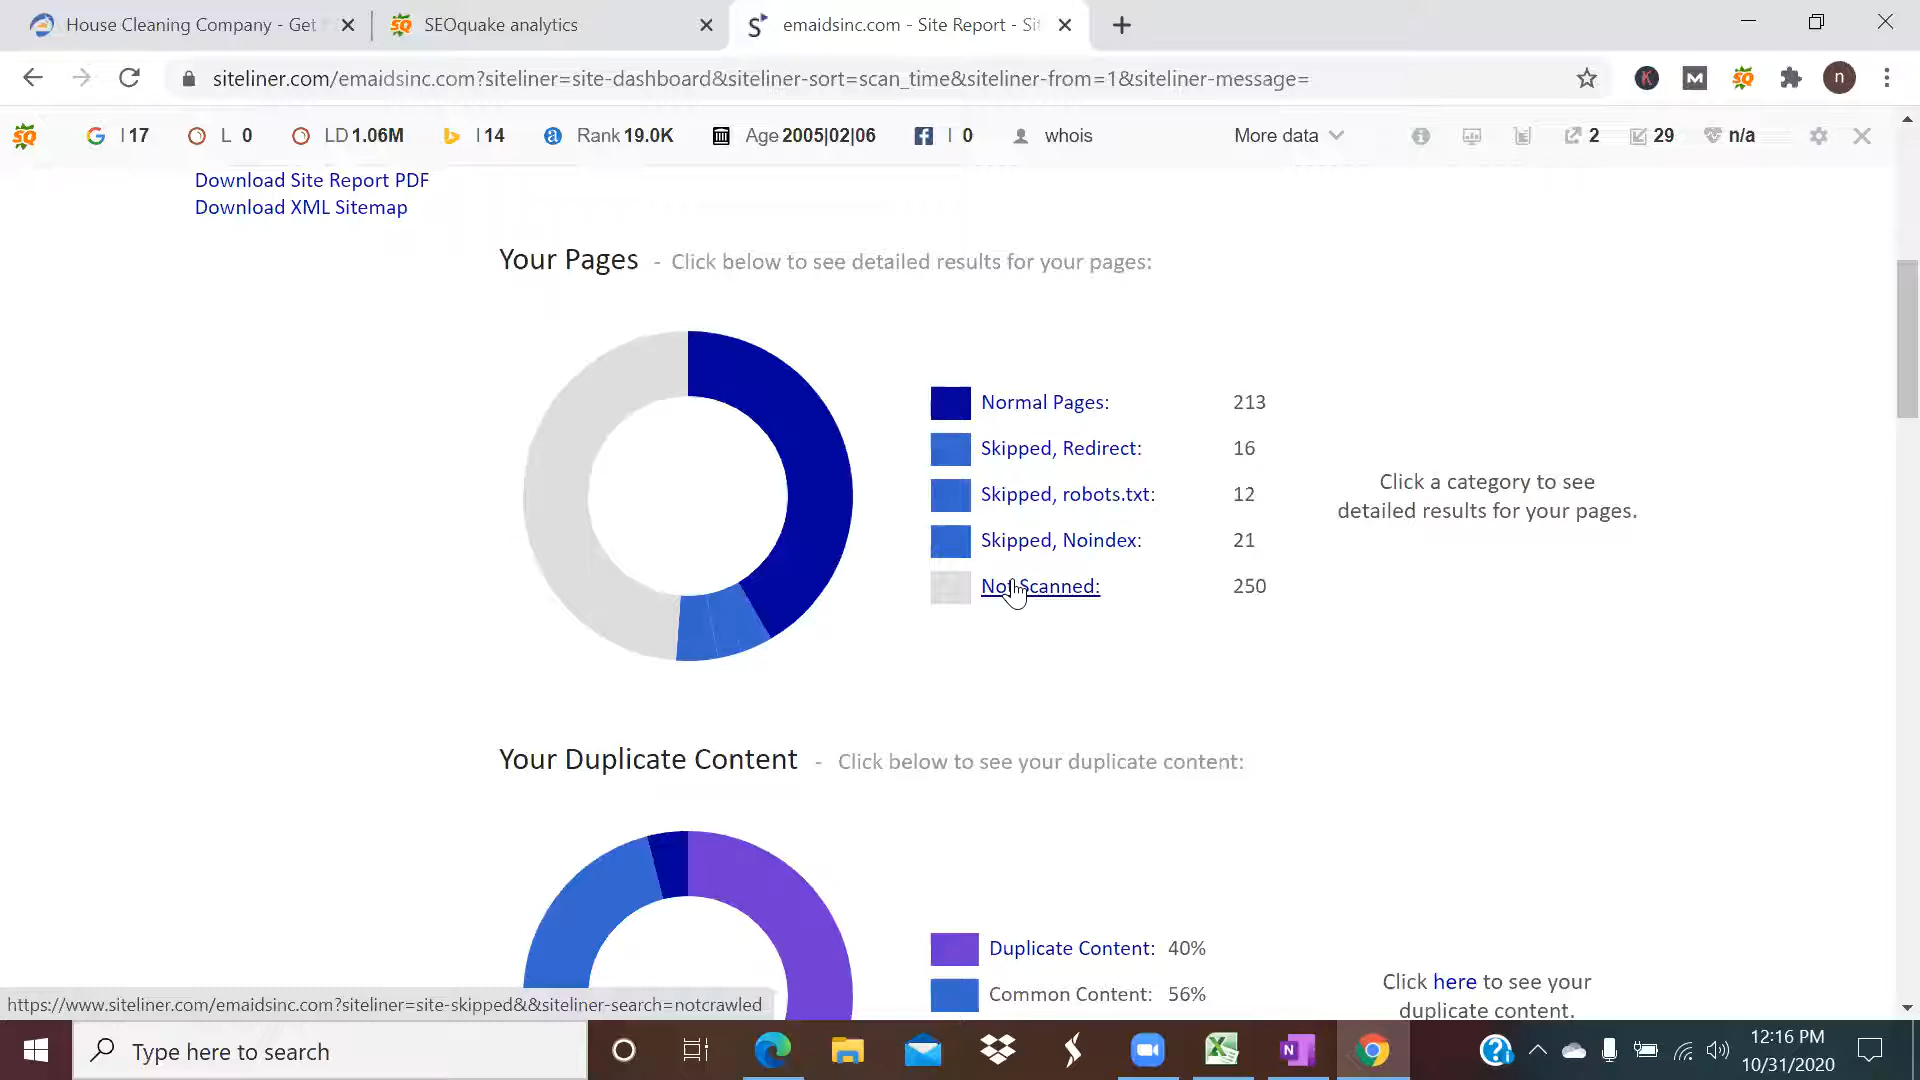 House Cleaning Company - Get
SEOquake analytics
emaidsinc.com - Site Report - Si
siteliner.com/emaidsinc.com?siteliner=site-dashboard&siteliner-sort=scan_time&siteliner-from=1&siteliner-message=
n
I 17
L 0
LD 1.06M
I 14
Rank 19.0K
Age 2005|02|06
I 0
whois
More data
2
29
n/a
Download Site Report PDF
Download XML Sitemap
Your Pages - Click below to see detailed results for your pages:
Normal Pages: 213
Skipped, Redirect: 16
Skipped, robots.txt: 12
Skipped, Noindex: 21
Not Scanned: 250
Click a category to see
detailed results for your pages.
Your Duplicate Content - Click below to see your duplicate content:
Duplicate Content: 40%
Common Content: 56%
Click here to see your
duplicate content.
https://www.siteliner.com/emaidsinc.com?siteliner=site-skipped&&siteliner-search=notcrawled
Type here to search
12:16 PM
10/31/2020